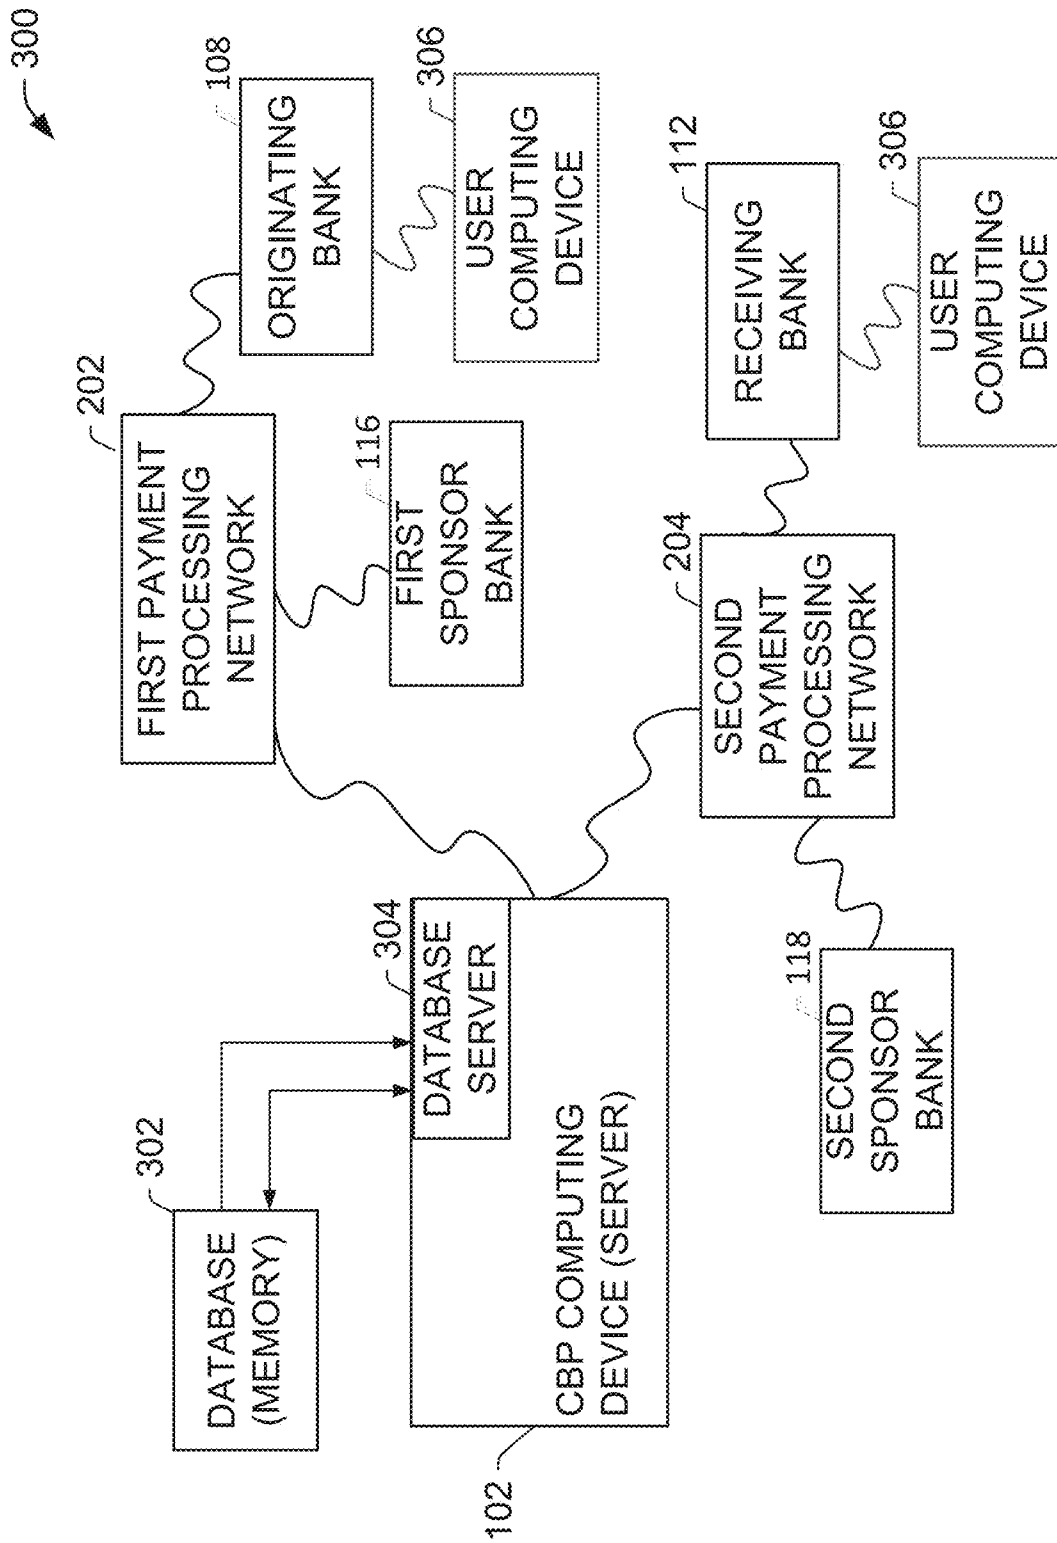 300
302
DATABASE
(MEMORY)
304
DATABASE
SERVER
102
CBP COMPUTING
DEVICE (SERVER)
202
FIRST PAYMENT
PROCESSING
NETWORK
108
ORIGINATING
BANK
306
USER
COMPUTING
DEVICE
116
FIRST
SPONSOR
BANK
204
SECOND
PAYMENT
PROCESSING
NETWORK
112
RECEIVING
BANK
306
USER
COMPUTING
DEVICE
118
SECOND
SPONSOR
BANK